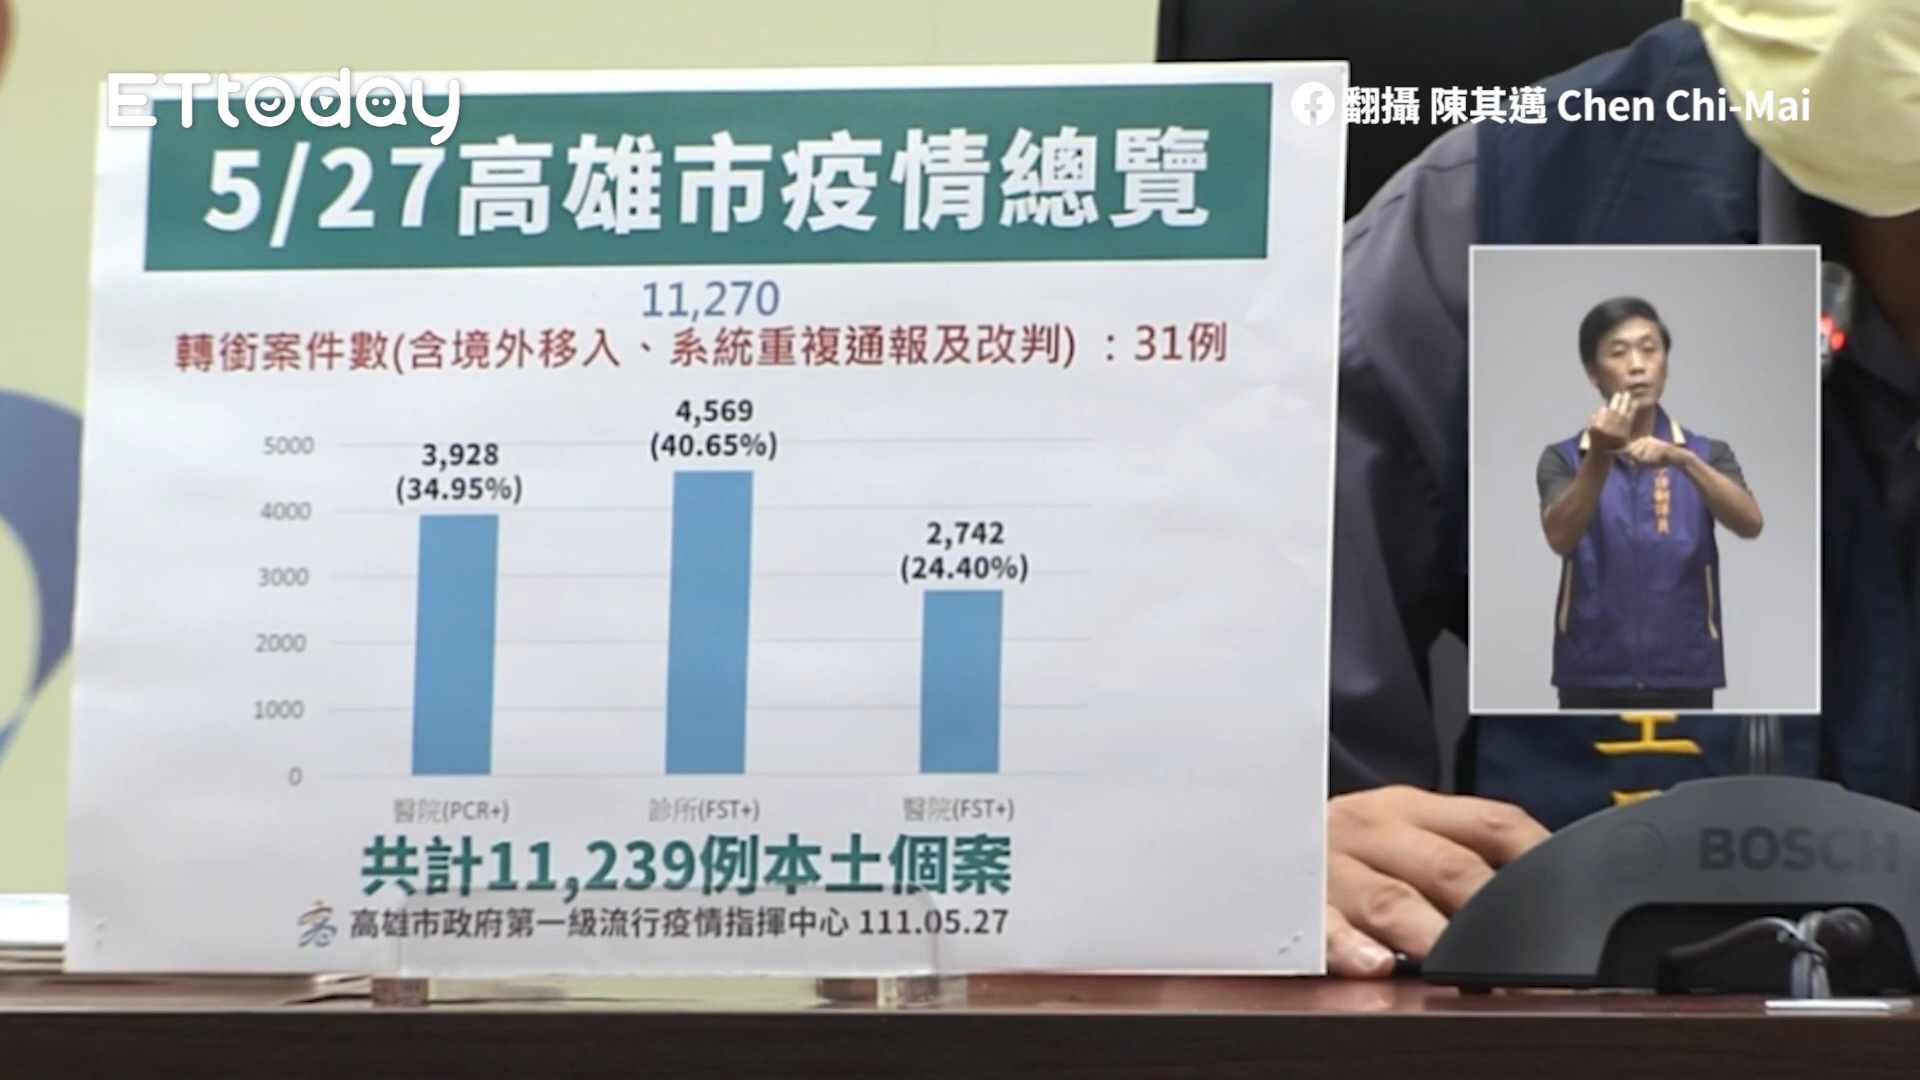 ETtoday
翻攝 陳其邁 Chen Chi-Mai
5/27高雄市疫情總覽
11,270
轉銜案件數(含境外移入、系統重複通報及改判)：31例
5000
4000
3000
2000
1000
0
3,928
(34.95%)
4,569
(40.65%)
2,742
(24.40%)
醫院(PCR+)
診所(FST+)
醫院(FST+)
共計11,239例本土個案
高雄市政府第一級流行疫情指揮中心 111.05.27
BOSCH